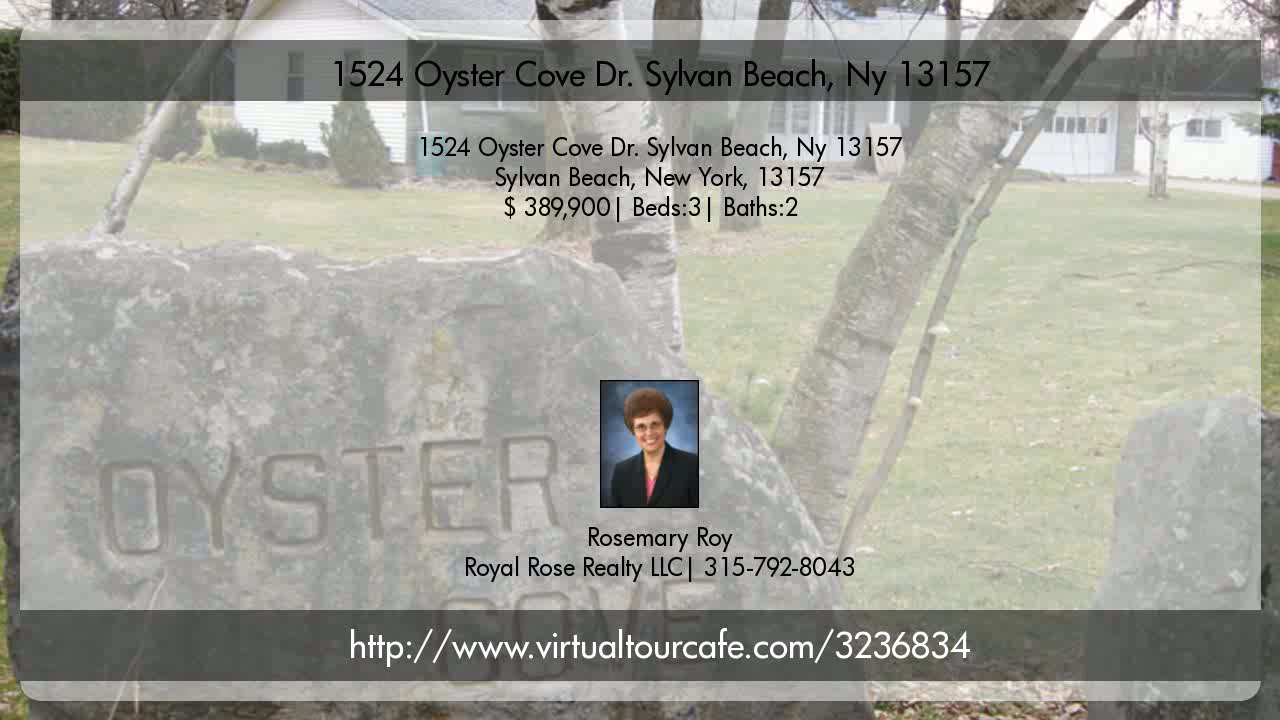 1524 Oyster Cove Dr. Sylvan Beach, Ny 13157
1524 Oyster Cove Dr. Sylvan Beach, Ny 13157
Sylvan Beach, New York, 13157
$ 389,900| Beds:3| Baths:2
OYSTER
COVE
Rosemary Roy
Royal Rose Realty LLC| 315-792-8043
http://www.virtualtourcafe.com/3236834